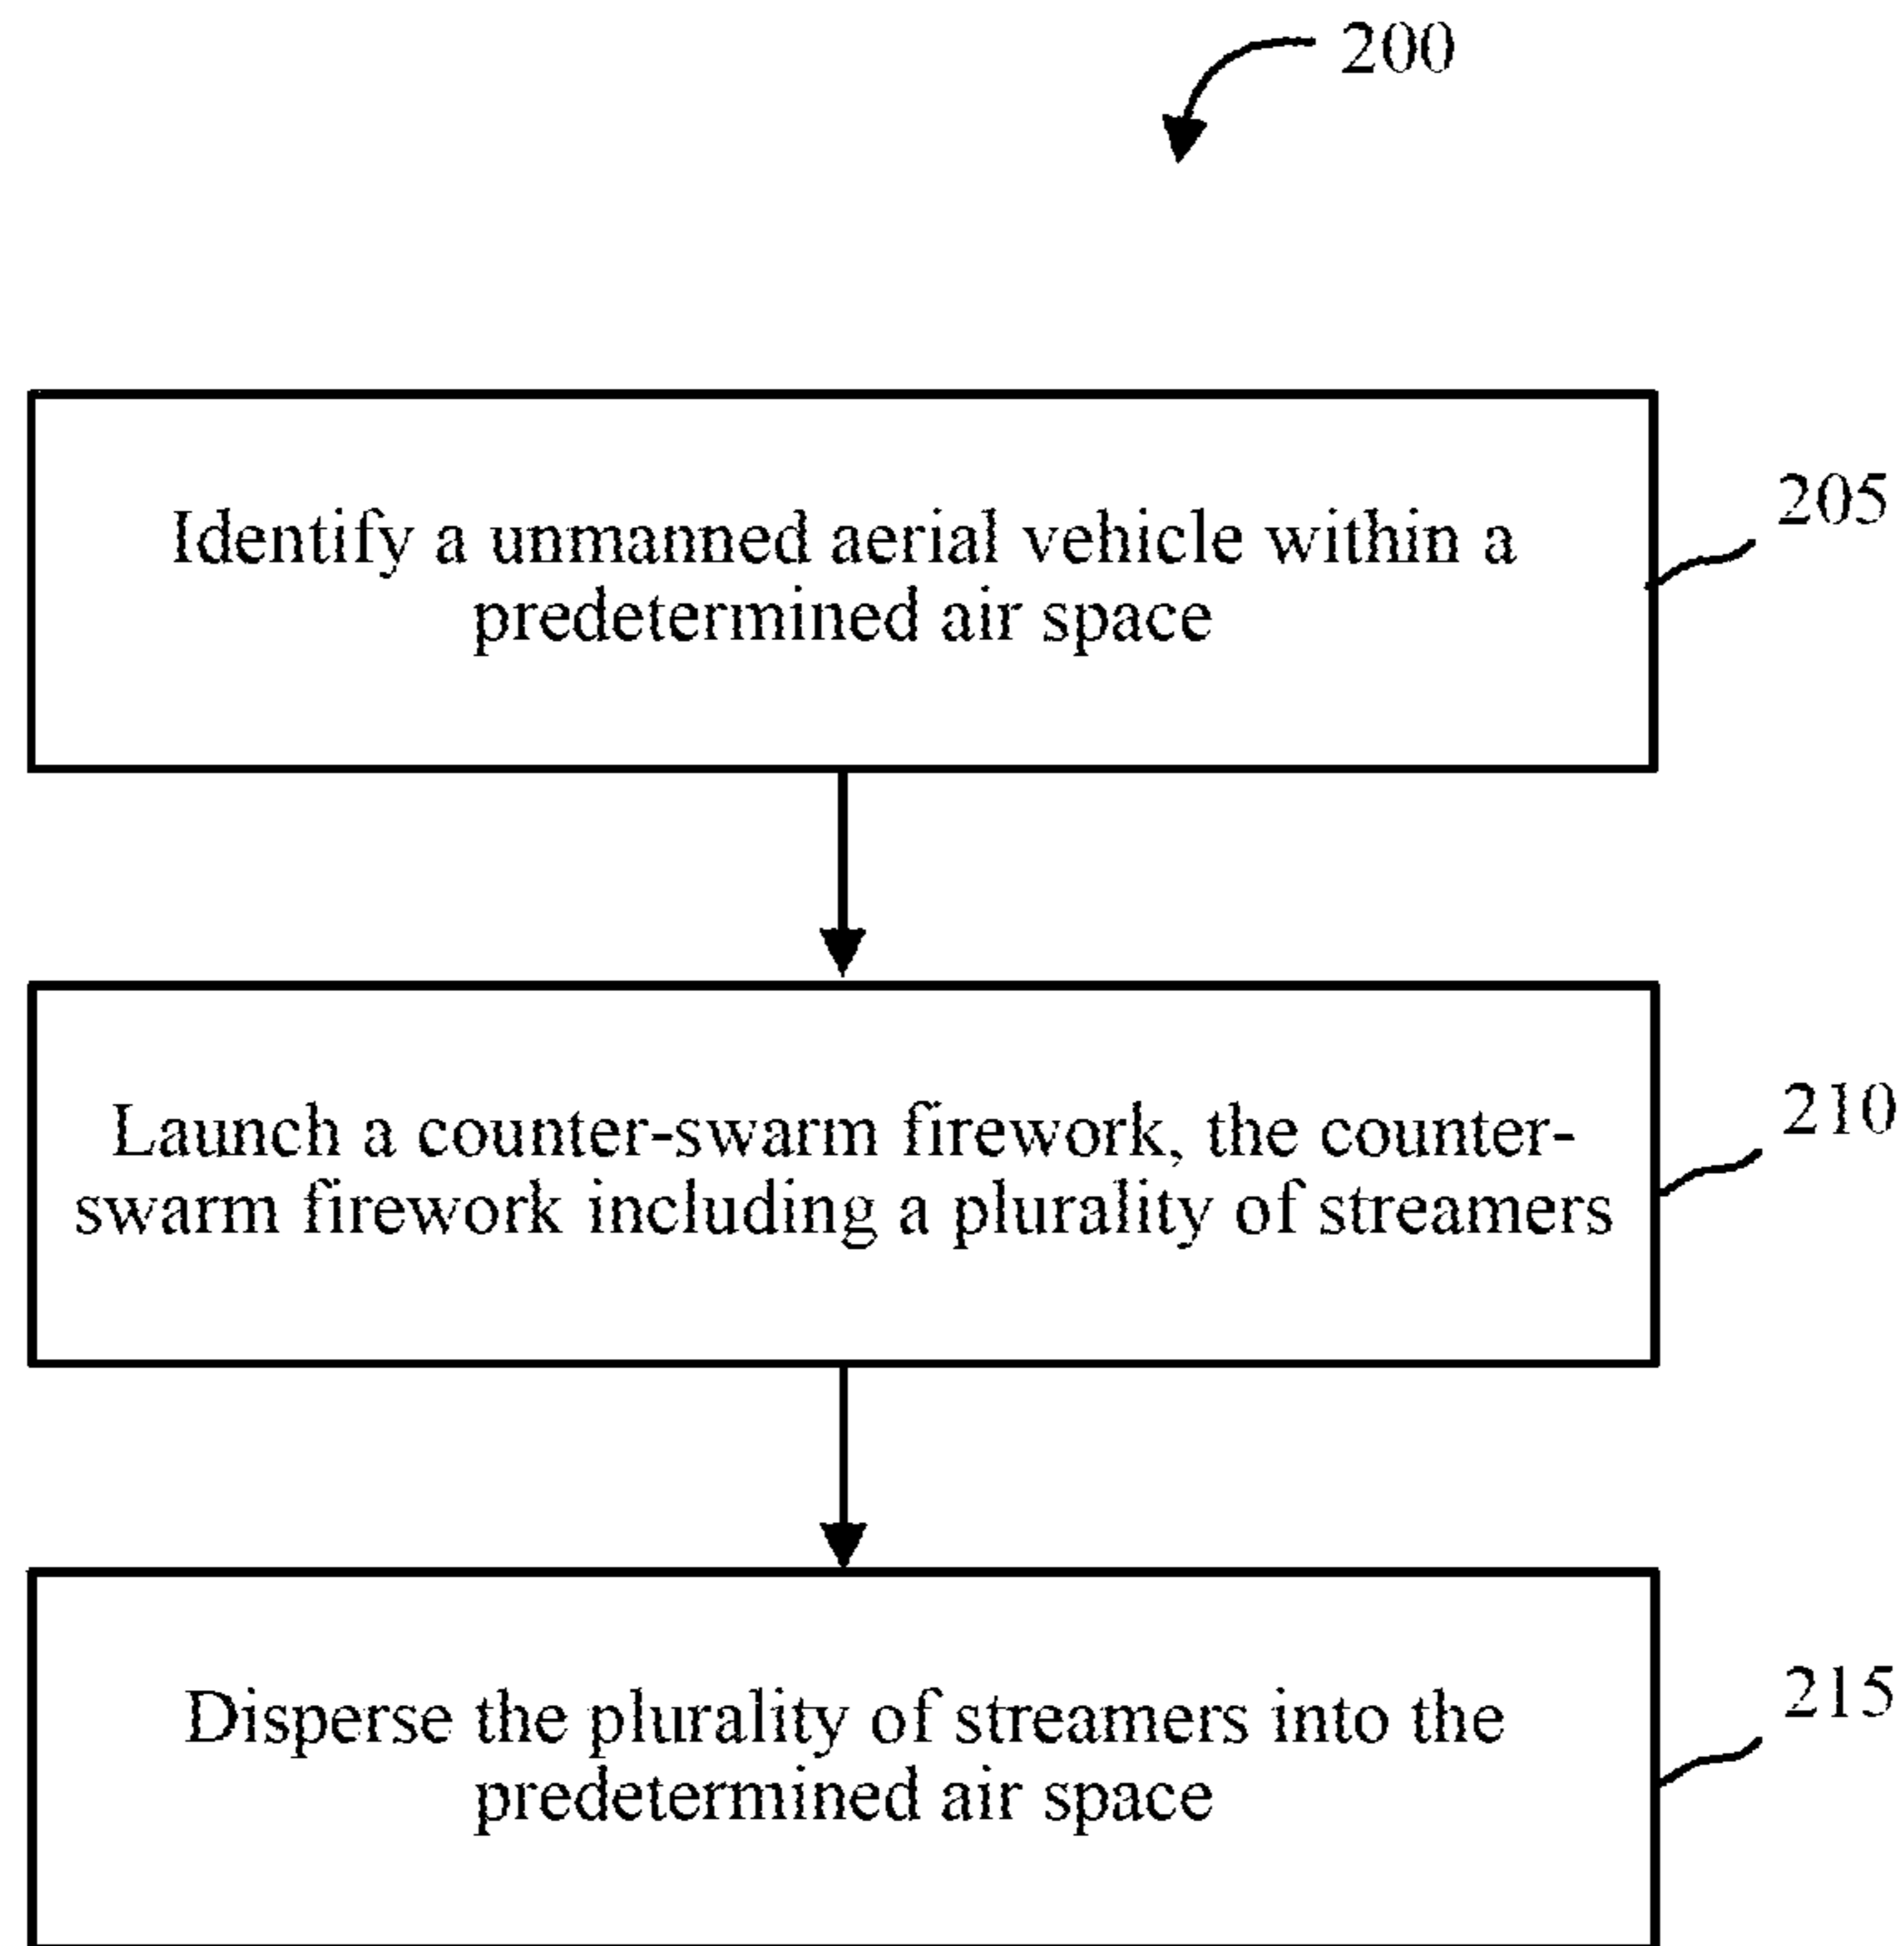 200
Identify a unmanned aerial vehicle within a
predetermined air space
205
Launch a counter-swarm firework, the counter-
swarm firework including a plurality of streamers
210
Disperse the plurality of streamers into the
predetermined air space
215